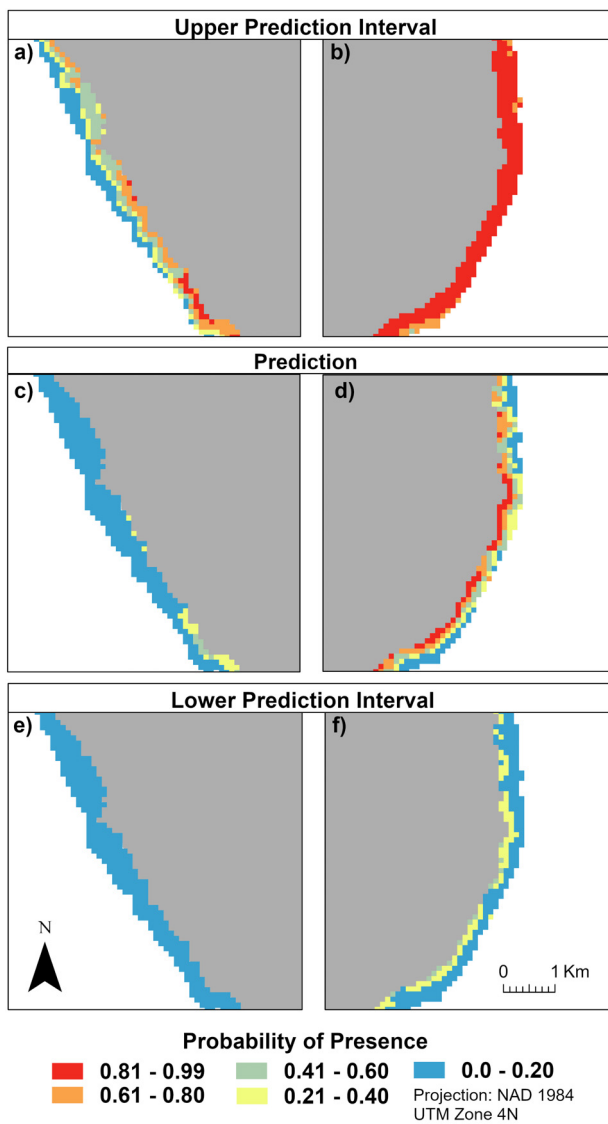 Upper Prediction Interval
a)
b)
Prediction
c)
d)
Lower Prediction Interval
e)
f)
N
0 1 Km
Probability of Presence
0.81 - 0.99 0.41 - 0.60 0.0 - 0.20
0.61 - 0.80 0.21 - 0.40 Projection: NAD 1984
UTM Zone 4N